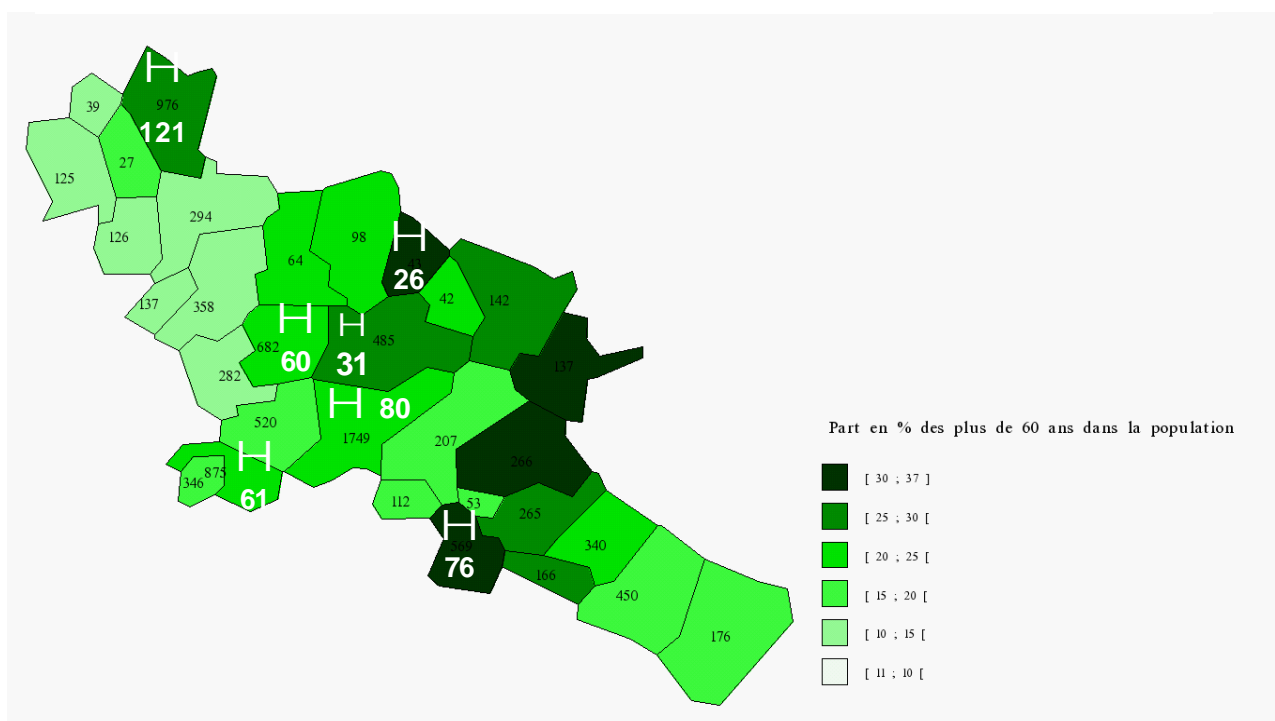 H
976
39
121
27
125
294
126
98
H
64
43
26
42
142
137
358
H
H
485
682
60
31
137
282
H
80
520
1749
207
H
875
266
346
61
112
53
265
H
569
340
76
166
450
176
Part en % des plus de 60 ans dans la population
[ 30 ; 37 ]
[ 25 ; 30 [
[ 20 ; 25 [
[ 15 ; 20 [
[ 10 ; 15 [
[ 11 ; 10 [